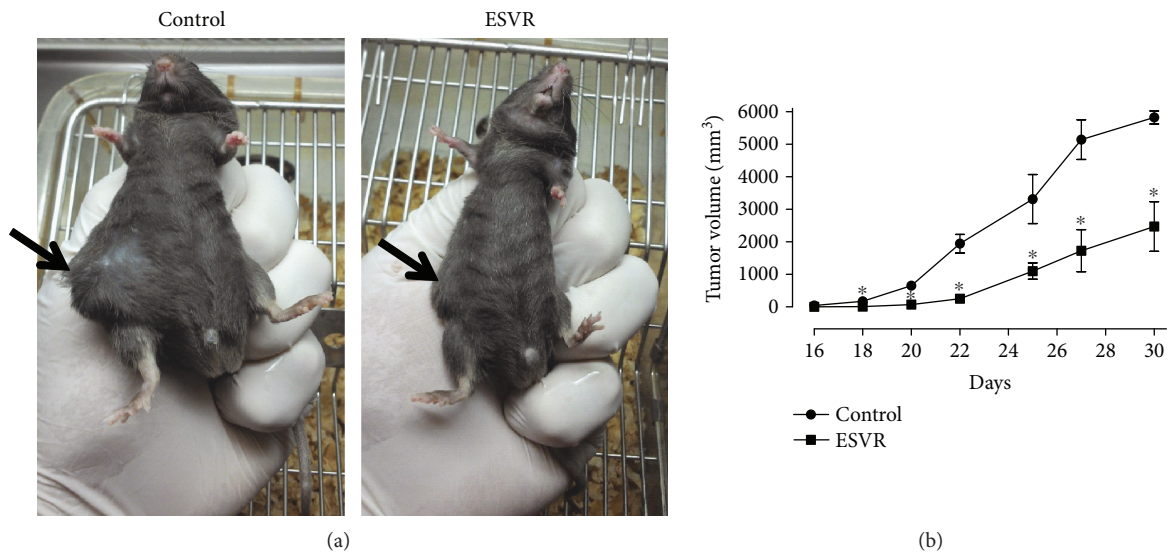 Control
ESVR
(a)
Tumor volume (mm³)
6000
5000
4000
3000
2000
1000
0
*
*
*
*
*
*
16
18
20
22
24
26
28
30
Days
Control
ESVR
(b)